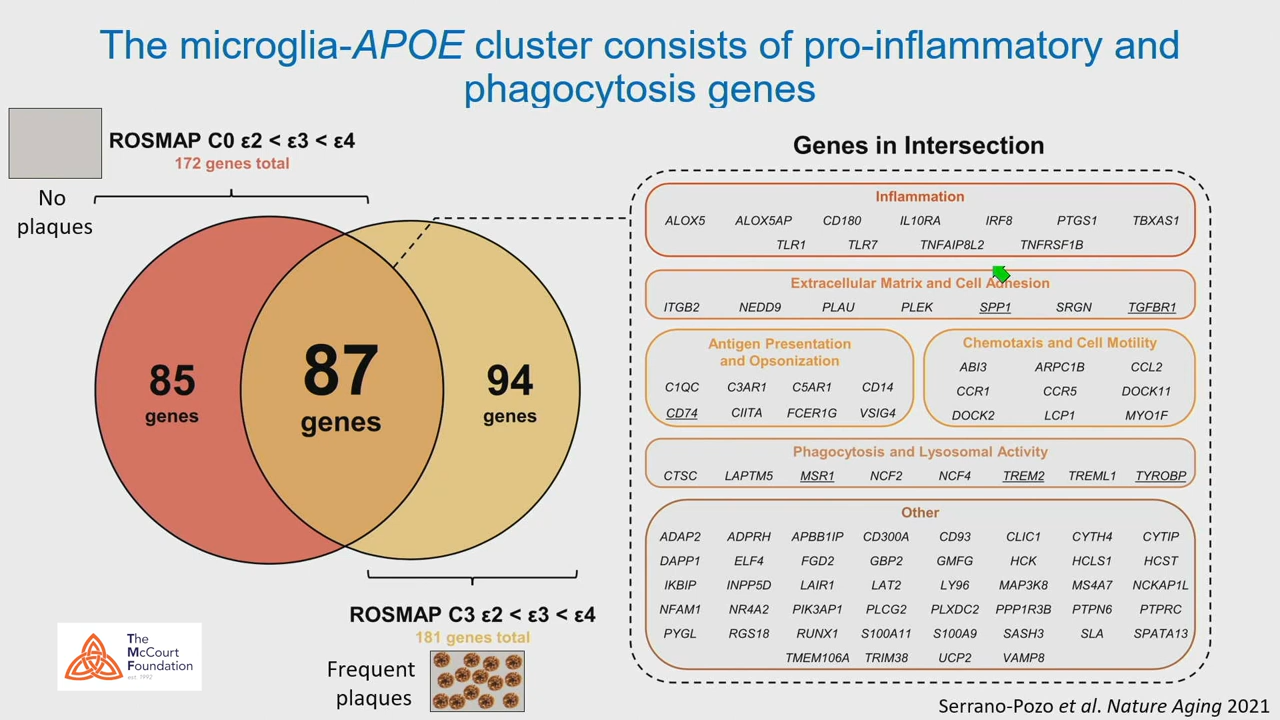 The microglia-APOE cluster consists of pro-inflammatory and
phagocytosis genes
ROSMAP C0 ε2 < ε3 < ε4
172 genes total
No
plaques
85
genes
87
genes
94
genes
ROSMAP C3 ε2 < ε3 < ε4
181 genes total
Frequent
plaques
The
McCourt
Foundation
est. 1992
Genes in Intersection
Inflammation
ALOX5 ALOX5AP CD180 IL10RA IRF8 PTGS1 TBXAS1
TLR1 TLR7 TNFAIP8L2 TNFRSF1B
Extracellular Matrix and Cell Adhesion
ITGB2 NEDD9 PLAU PLEK SPP1 SRGN TGFBR1
Antigen Presentation
and Opsonization
C1QC C3AR1 C5AR1 CD14
CD74 CIITA FCER1G VSIG4
Chemotaxis and Cell Motility
ABI3 ARPC1B CCL2
CCR1 CCR5 DOCK11
DOCK2 LCP1 MYO1F
Phagocytosis and Lysosomal Activity
CTSC LAPTM5 MSR1 NCF2 NCF4 TREM2 TREML1 TYROBP
Other
ADAP2 ADPRH APBB1IP CD300A CD93 CLIC1 CYTH4 CYTIP
DAPP1 ELF4 FGD2 GBP2 GMFG HCK HCLS1 HCST
IKBIP INPP5D LAIR1 LAT2 LY96 MAP3K8 MS4A7 NCKAP1L
NFAM1 NR4A2 PIK3AP1 PLCG2 PLXDC2 PPP1R3B PTPN6 PTPRC
PYGL RGS18 RUNX1 S100A11 S100A9 SASH3 SLA SPATA13
TMEM106A TRIM38 UCP2 VAMP8
Serrano-Pozo et al. Nature Aging 2021